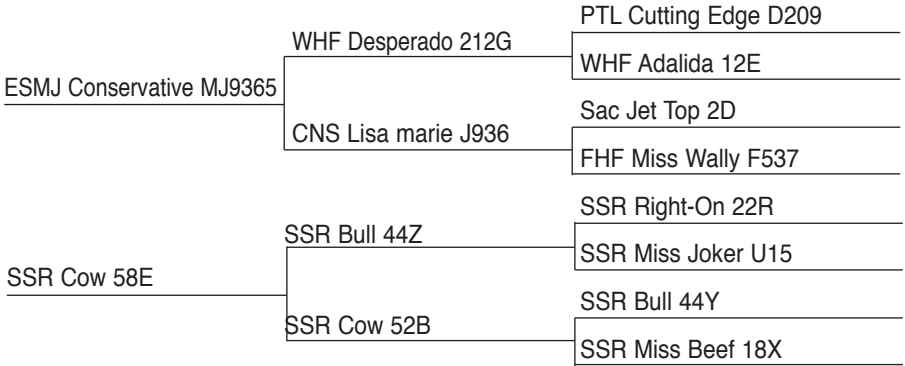 PTL Cutting Edge D209
WHF Desperado 212G
WHF Adalida 12E
ESMJ Conservative MJ9365
Sac Jet Top 2D
CNS Lisa marie J936
FHF Miss Wally F537
SSR Right-On 22R
SSR Bull 44Z
SSR Miss Joker U15
SSR Cow 58E
SSR Bull 44Y
SSR Cow 52B
SSR Miss Beef 18X